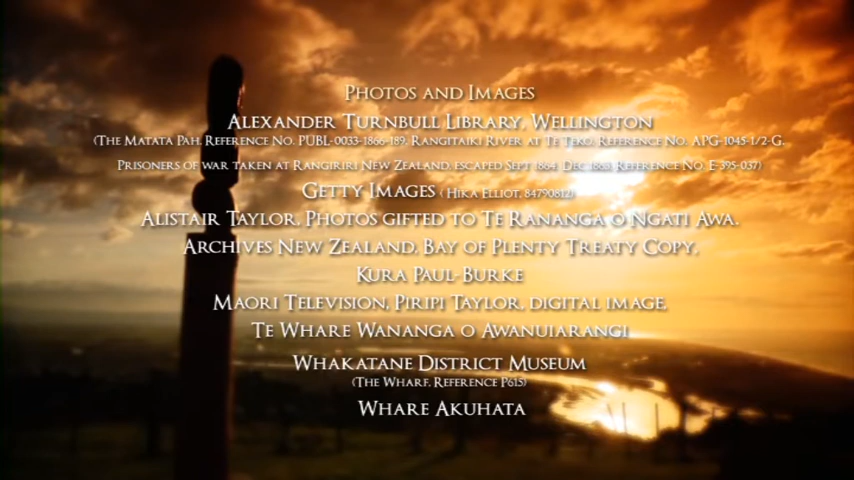 Photos and Images
Alexander Turnbull Library, Wellington
(The Matata Pah, Reference No. PUBL-0033-1866-189, Rangitaiki River at Te Teko, Reference No: APG-1045-1/2-G,
Prisoners of war taken at Rangiriri New Zealand, escaped Sept 1864, Dec 1863, Reference No. E 395-037)
Getty Images ( Hika Elliot, 84790812)
Alistair Taylor, Photos gifted to Te Rananga o Ngati Awa.
Archives New Zealand, Bay of Plenty Treaty Copy,
Kura Paul-Burke
Maori Television, Piripi Taylor, digital image,
Te Whare Wananga o Awanuiarangi
Whakatane District Museum
(The Wharf, Reference P615)
Whare Akuhata